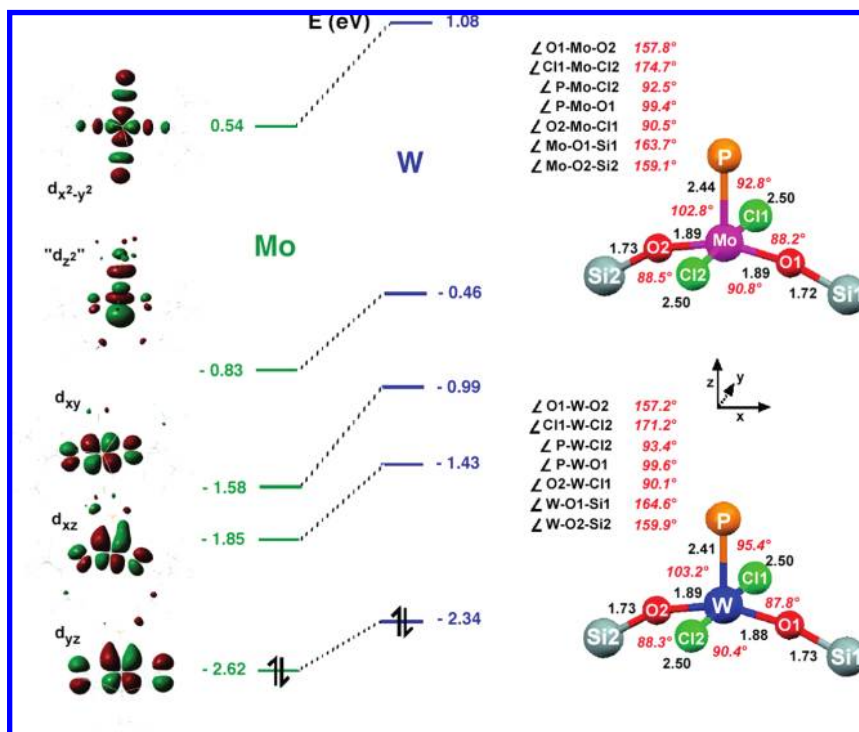 E (eV)
1.08
0.54
d x²-y²
W
Mo
"d z²"
- 0.46
- 0.83
d xy
- 0.99
- 1.58
- 1.43
d xz
- 1.85
- 2.34
d yz
- 2.62
∠ O1-Mo-O2 157.8°
∠ Cl1-Mo-Cl2 174.7°
∠ P-Mo-Cl2 92.5°
∠ P-Mo-O1 99.4°
∠ O2-Mo-Cl1 90.5°
∠ Mo-O1-Si1 163.7°
∠ Mo-O2-Si2 159.1°
P
2.44 92.8° 2.50
102.8° Cl1
1.73 O2 1.89 Mo 88.2° O1
Si2 88.5° Cl2 1.89 Si1
2.50 90.8° 1.72
z y
x
∠ O1-W-O2 157.2°
∠ Cl1-W-Cl2 171.2°
∠ P-W-Cl2 93.4°
∠ P-W-O1 99.6°
∠ O2-W-Cl1 90.1°
∠ W-O1-Si1 164.6°
∠ W-O2-Si2 159.9°
P
2.41 95.4° 2.50
103.2° Cl1
1.73 O2 1.89 W 87.8° O1
Si2 88.3° Cl2 1.88 Si1
2.50 90.4° 1.73